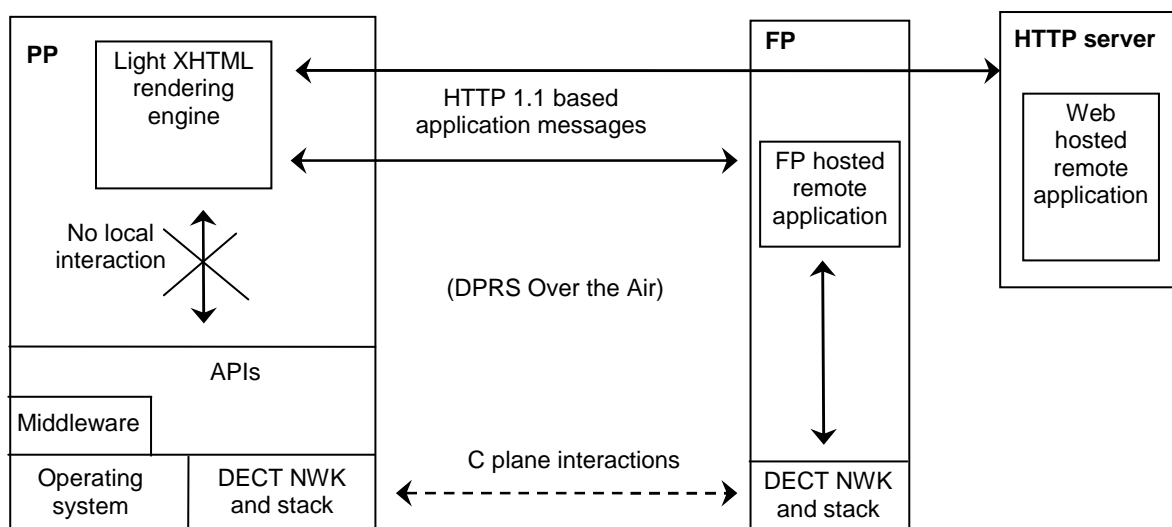 PP
Light XHTML
rendering
engine
FP
HTTP server
HTTP 1.1 based
application messages
Web
hosted
remote
application
FP hosted
remote
application
No local
interaction
(DPRS Over the Air)
APIs
Middleware
Operating
system
DECT NWK
and stack
C plane interactions
DECT NWK
and stack